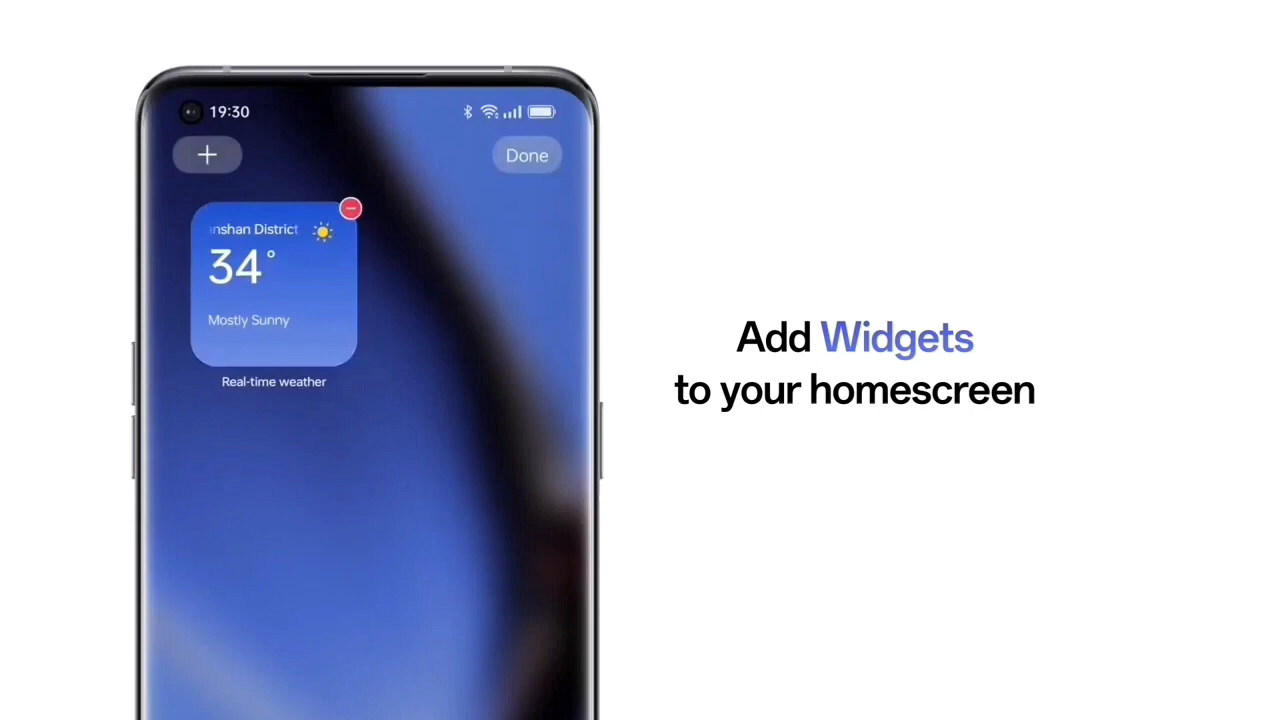 19:30
+
Done
nshan District
34°
Mostly Sunny
Real-time weather
Add Widgets
to your homescreen